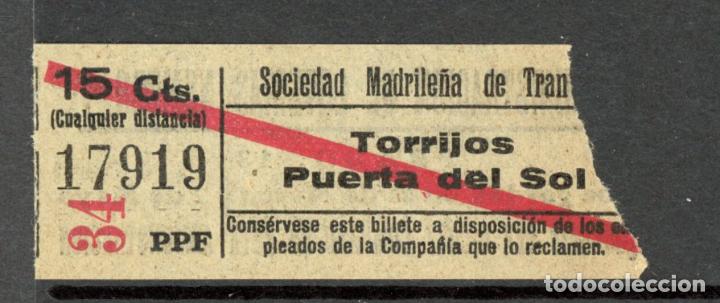 15 Cts.
(Cualquier distancia)
17919
34
PPF
Sociedad Madrileña de Tran
Torrijos
Puerta del Sol
Consérvese este billete a disposición de los e
pleados de la Compañía que lo reclamen.
todocoleccion.net